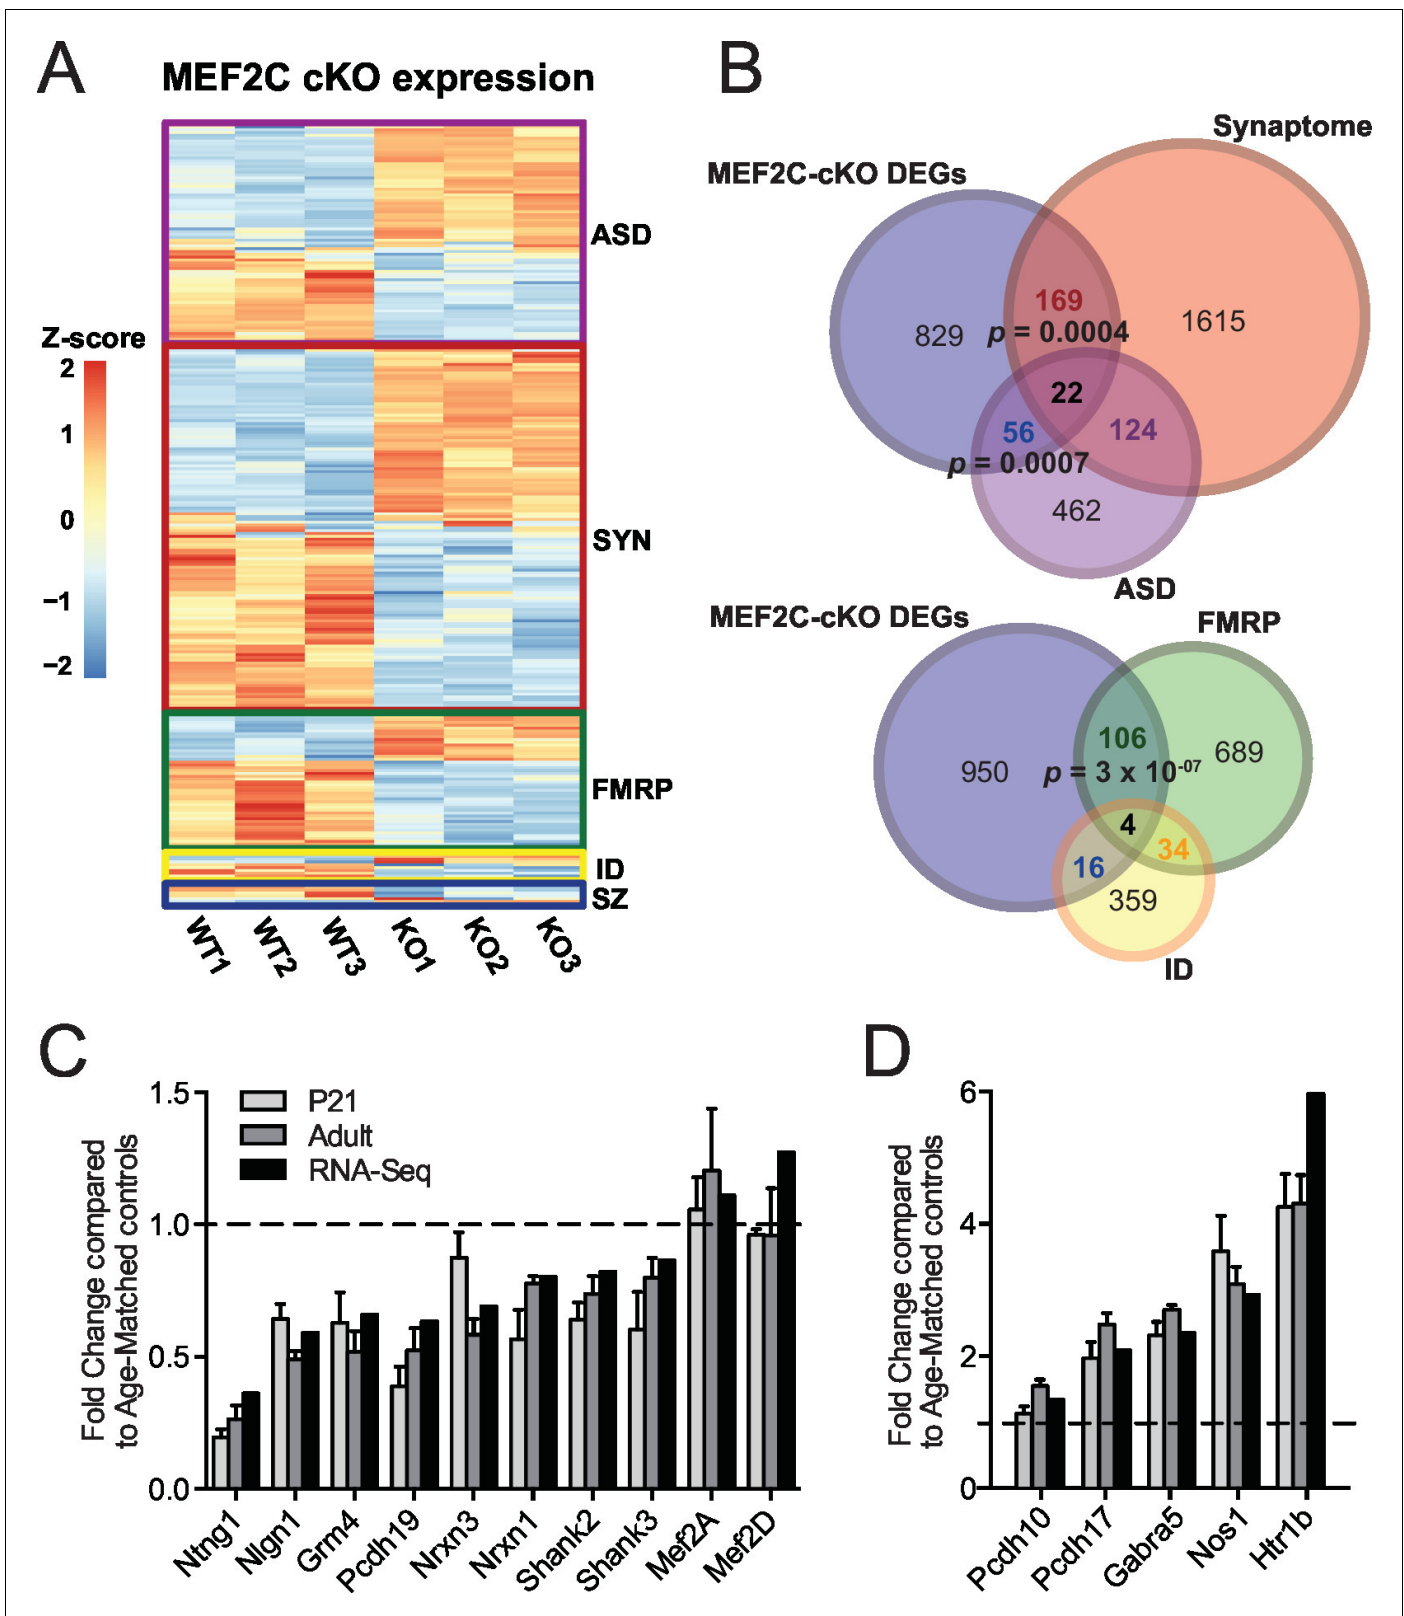 A
MEF2C cKO expression
ASD
SYN
FMRP
ID
SZ
Z-score
2
1
0
−1
−2
WT1
WT2
WT3
KO1
KO2
KO3
B
Synaptome
MEF2C-cKO DEGs
829
169
p = 0.0004
1615
22
56
124
p = 0.0007
462
ASD
MEF2C-cKO DEGs
FMRP
950
106
689
p = 3 x 10-07
4
16
34
359
ID
C
Fold Change compared
to Age-Matched controls
1.5
1.0
0.5
0.0
P21
Adult
RNA-Seq
Ntng1
Nlgn1
Grm4
Pcdh19
Nrxn3
Nrxn1
Shank2
Shank3
Mef2A
Mef2D
D
Fold Change compared
to Age-Matched controls
6
4
2
0
Pcdh10
Pcdh17
Gabra5
Nos1
Htr1b